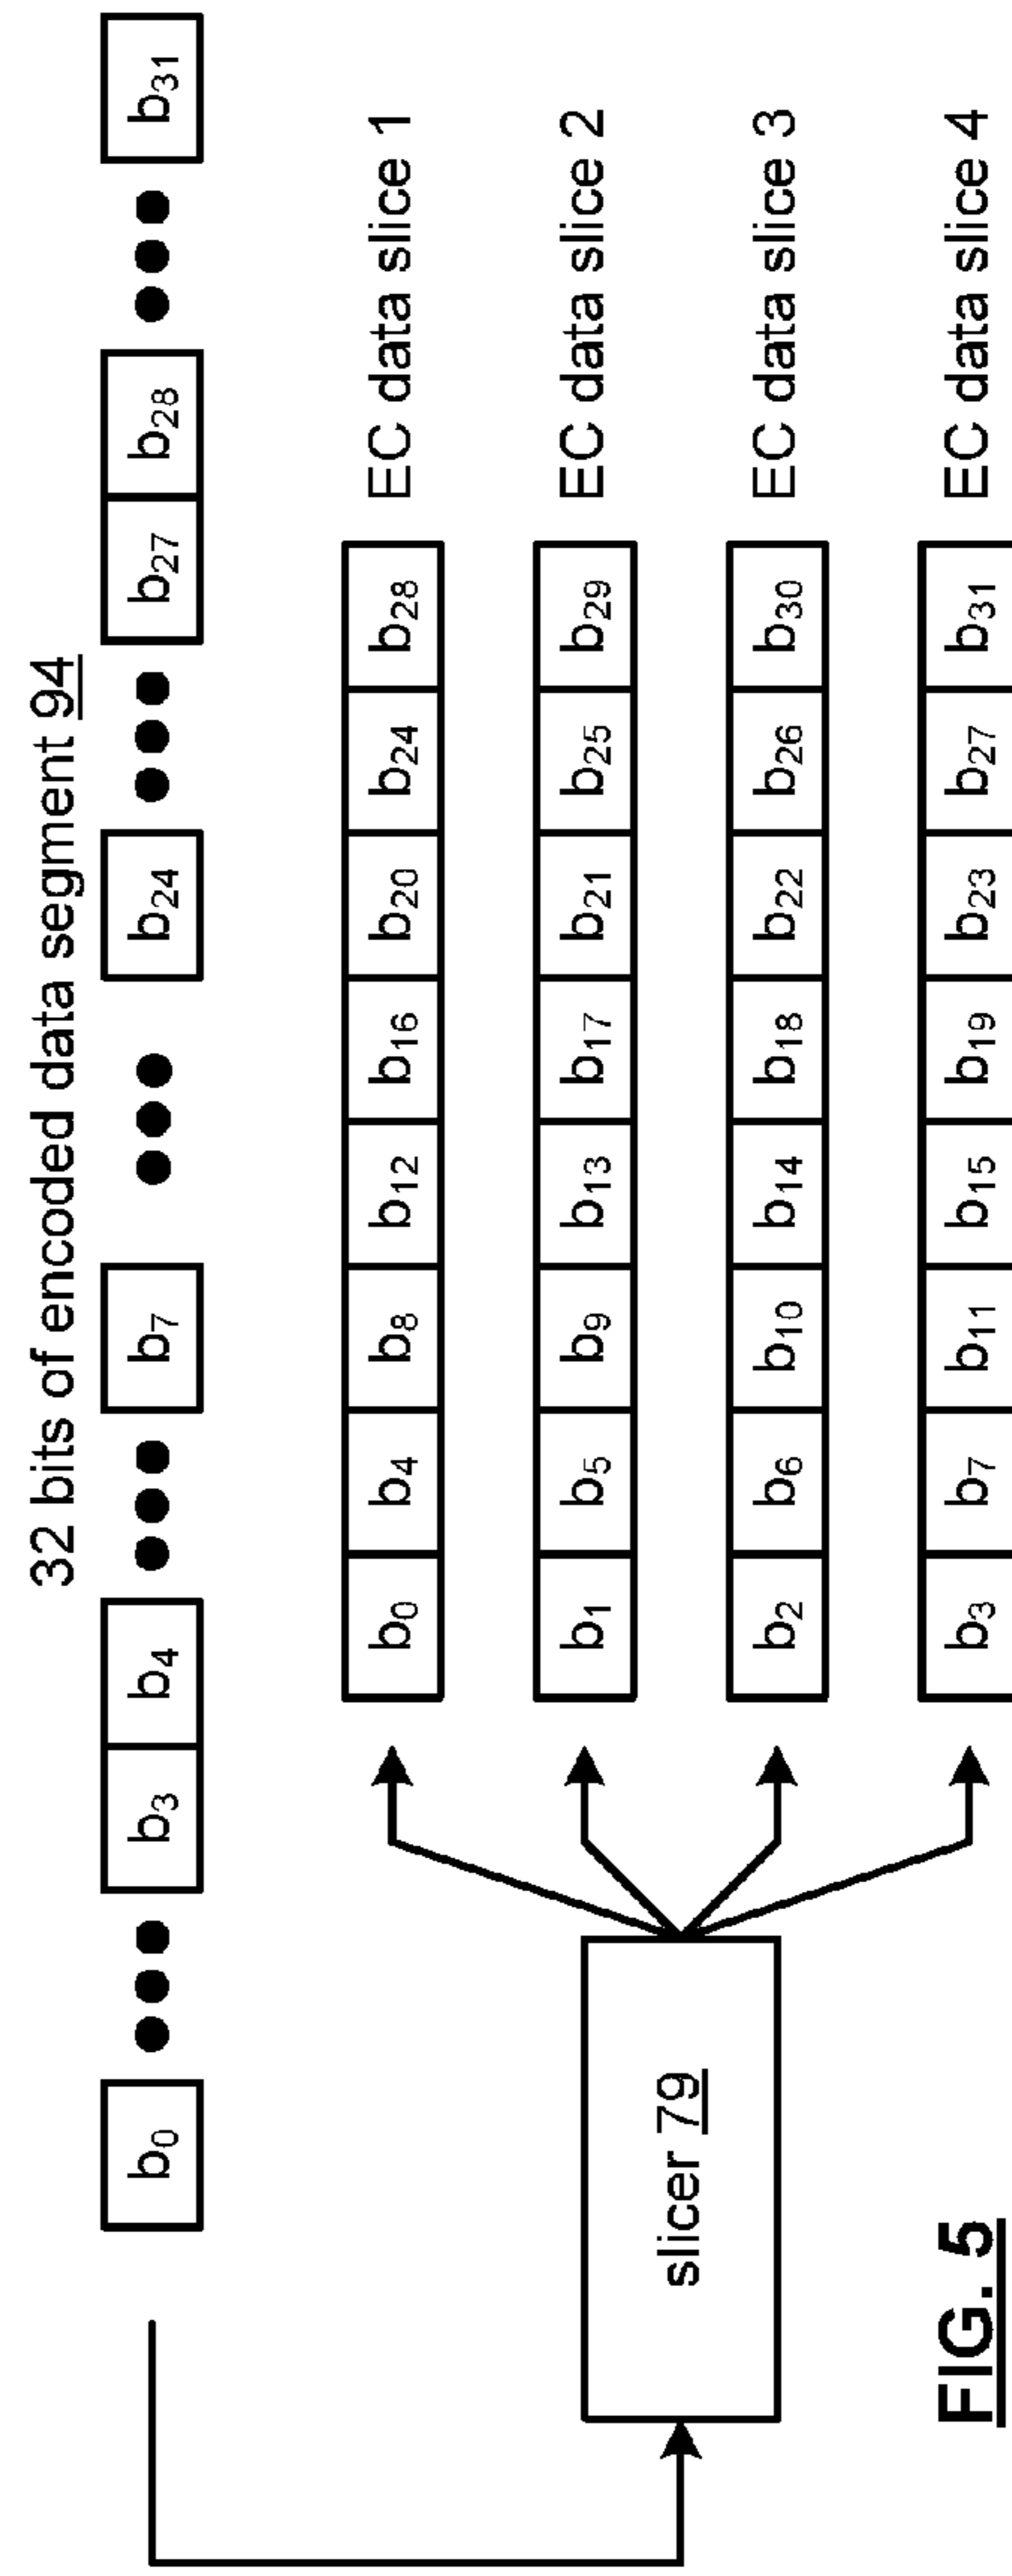 32 bits of encoded data segment 94
b0 ●●● b3 b4 ●●● b7 ●●● b24 ●●● b27 b28 ●●● b31
b0 b4 b8 b12 b16 b20 b24 b28 EC data slice 1
b1 b5 b9 b13 b17 b21 b25 b29 EC data slice 2
slicer 79
b2 b6 b10 b14 b18 b22 b26 b30 EC data slice 3
b3 b7 b11 b15 b19 b23 b27 b31 EC data slice 4
FIG. 5